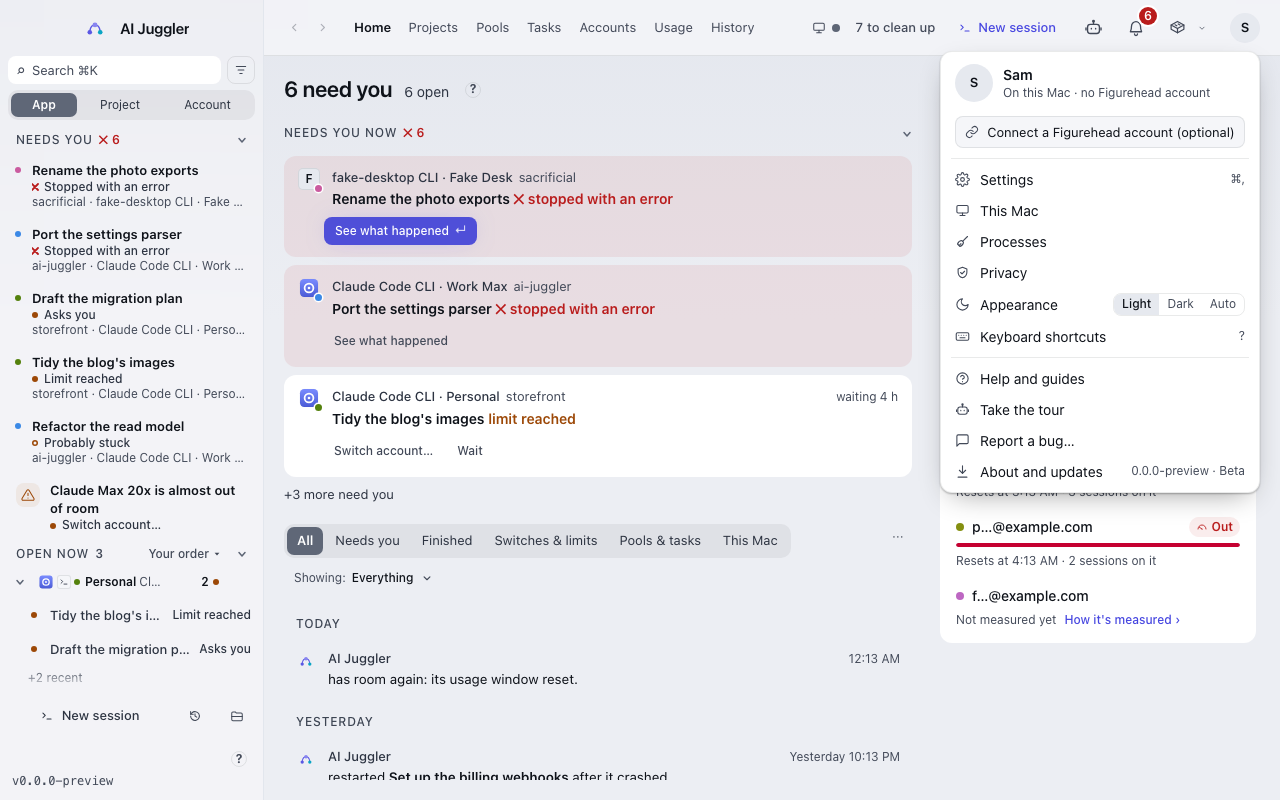 AI Juggler
Search ⌘K
App Project Account
NEEDS YOU 6
Rename the photo exports
Stopped with an error
sacrificial · fake-desktop CLI · Fake ...
Port the settings parser
Stopped with an error
ai-juggler · Claude Code CLI · Work ...
Draft the migration plan
Asks you
storefront · Claude Code CLI · Perso...
Tidy the blog's images
Limit reached
storefront · Claude Code CLI · Perso...
Refactor the read model
Probably stuck
ai-juggler · Claude Code CLI · Work ...
Claude Max 20x is almost out
of room
Switch account...
OPEN NOW 3 Your order
Personal Cl... 2
Tidy the blog's i... Limit reached
Draft the migration p... Asks you
+2 recent
New session
?
v0.0.0-preview
Home Projects Pools Tasks Accounts Usage History
7 to clean up
New session
6
S
6 need you 6 open ?
NEEDS YOU NOW 6
F
fake-desktop CLI · Fake Desk sacrificial
Rename the photo exports stopped with an error
See what happened
Claude Code CLI · Work Max ai-juggler
Port the settings parser stopped with an error
See what happened
Claude Code CLI · Personal storefront waiting 4 h
Tidy the blog's images limit reached
Switch account... Wait
+3 more need you
All Needs you Finished Switches & limits Pools & tasks This Mac ...
Showing: Everything
TODAY
AI Juggler 12:13 AM
has room again: its usage window reset.
YESTERDAY
AI Juggler Yesterday 10:13 PM
restarted Set up the billing webhooks after it crashed
S
Sam
On this Mac · no Figurehead account
Connect a Figurehead account (optional)
Settings ⌘,
This Mac
Processes
Privacy
Appearance Light Dark Auto
Keyboard shortcuts ?
Help and guides
Take the tour
Report a bug...
About and updates 0.0.0-preview · Beta
p...@example.com Out
Resets at 4:13 AM · 2 sessions on it
f...@example.com
Not measured yet How it's measured ›